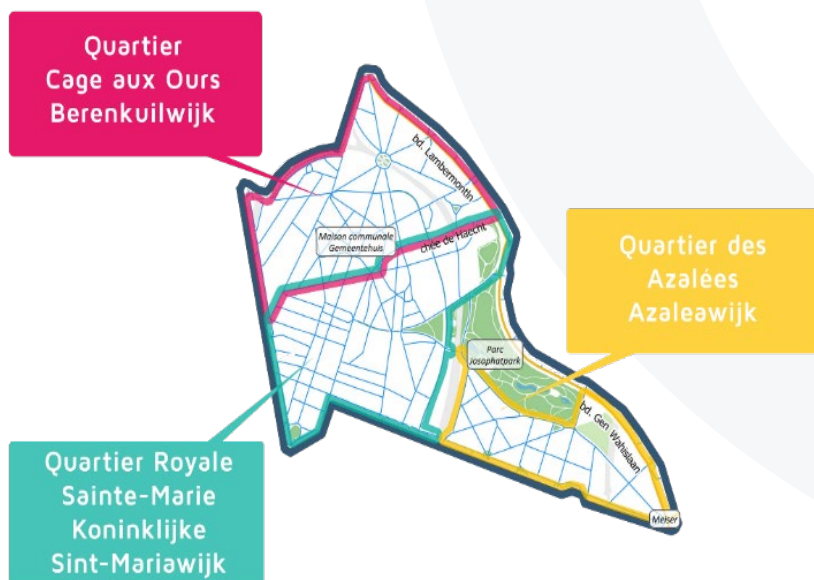 Quartier
Cage aux Ours
Berenkuilwijk
bd. Lambermontln
Maison communale
Gemeentehuis
chée de Haecht
Quartier des
Azalées
Azaleawijk
Parc
Josaphatpark
bd. Gén Wahislaan
Meiser
Quartier Royale
Sainte-Marie
Koninklijke
Sint-Mariawijk